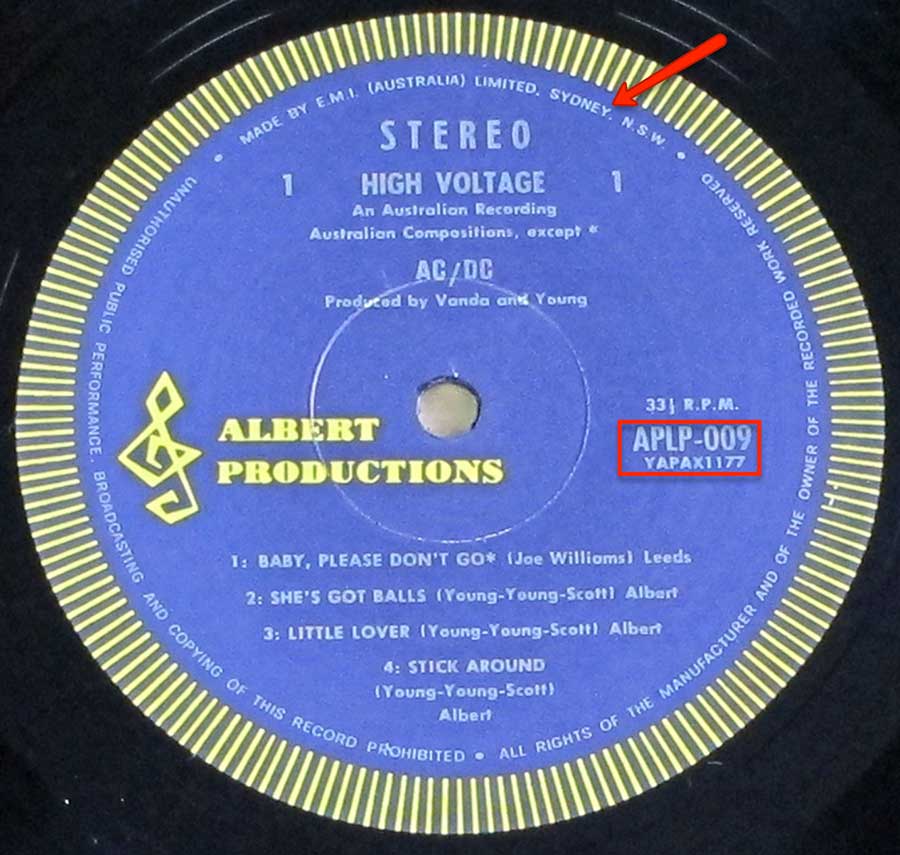 MADE BY E.M.I. (AUSTRALIA) LIMITED. SYDNEY. N.S.W. •
STEREO
1 HIGH VOLTAGE 1
An Australian Recording
Australian Compositions, except *
AC/DC
Produced by Vanda and Young
33⅓ R.P.M.
ALBERT
PRODUCTIONS
APLP-009
YAPAX1177
1: BABY, PLEASE DON'T GO* (Joe Williams) Leeds
2: SHE'S GOT BALLS (Young-Young-Scott) Albert
3: LITTLE LOVER (Young-Young-Scott) Albert
4: STICK AROUND
(Young-Young-Scott)
Albert
ALL RIGHTS OF THE MANUFACTURER AND OF THE OWNER OF THE RECORDED WORK RESERVED
UNAUTHORISED PUBLIC PERFORMANCE. BROADCASTING AND COPYING OF THIS RECORD PROHIBITED •